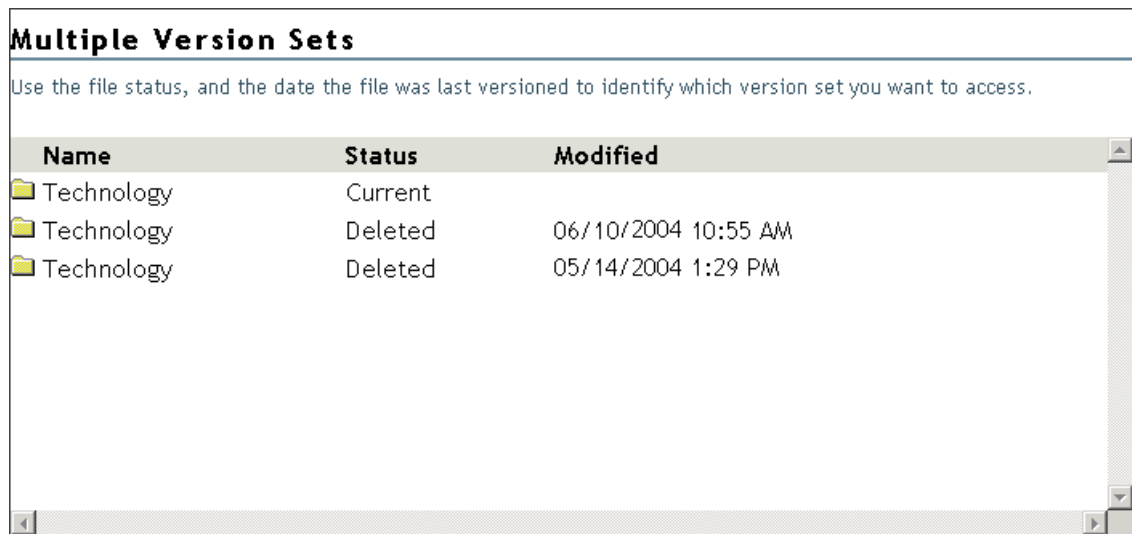 Multiple Version Sets
Use the file status, and the date the file was last versioned to identify which version set you want to access.
Name Status Modified
Technology Current
Technology Deleted 06/10/2004 10:55 AM
Technology Deleted 05/14/2004 1:29 PM